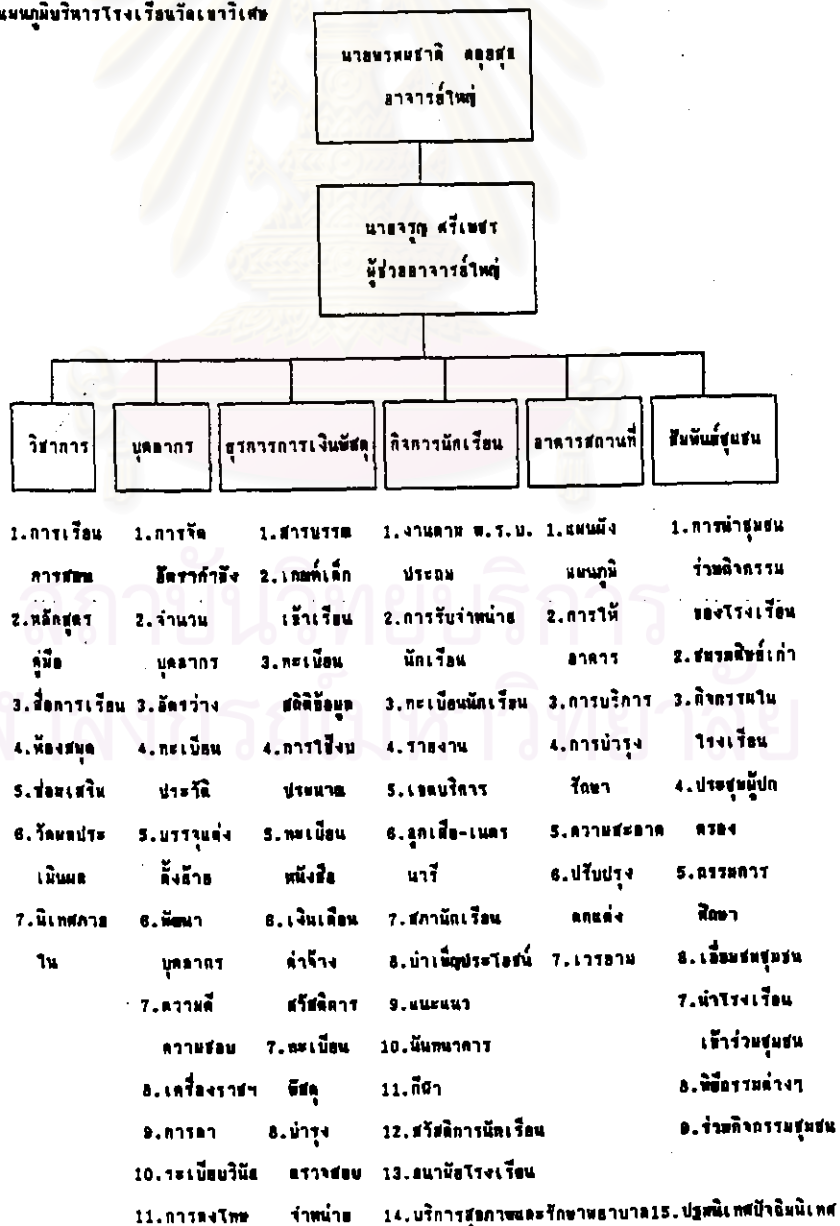 แผนภูมิบริหารโรงเรียนวัดเขาวิเศษ
นายพรหมชาติ
อาจารย์ใหญ่
นายจรูญ ศรีเพชร
ผู้ช่วยอาจารย์ใหญ่
วิชาการ
1.การเรียน
การสอน
2.หลักสูตร
คู่มือ
3.สื่อการเรียน
4.ห้องสมุด
5.ซ่อมเสริม
6.วัดผลประ
เมินผล
7.นิเทศภาย
ใน
บุคลากร
1.การจัด
อัตรากำลัง
2.จำนวน
บุคลากร
3.อัตราว่าง
4.ทะเบียน
ประวัติ
5.บรรจุแต่ง
ตั้งย้าย
6.พัฒนา
บุคลากร
7.ความดี
ความชอบ
8.เครื่องราชฯ
9.การลา
10.ระเบียบวินัย
11.การลงโทษ
ธุรการการเงินพัสดุ
1.สารบรรณ
2.เกณฑ์เด็ก
เข้าเรียน
3.ทะเบียน
สถิติข้อมูล
4.การใช้งบ
ประมาณ
5.ทะเบียน
หนังสือ
6.เงินเดือน
ค่าจ้าง
สวัสดิการ
7.ทะเบียน
พัสดุ
8.บำรุง
ตรวจสอบ
จำหน่าย
กิจการนักเรียน
1.งานตาม พ.ร.บ.
ประถม
2.การรับจำหน่าย
นักเรียน
3.ทะเบียนนักเรียน
4.รายงาน
5.เขตบริการ
6.ลูกเสือ-เนตร
นารี
7.สภานักเรียน
8.บำเพ็ญประโยชน์
9.แนะแนว
10.นันทนาการ
11.กีฬา
12.สวัสดิการนักเรียน
13.อนามัยโรงเรียน
14.บริการสุขภาพและรักษาพยาบาล15.ปฐมนิเทศปัจฉิมนิเทศ
อาคารสถานที่
1.แผนผัง
แผนภูมิ
2.การใช้
อาคาร
3.การบริการ
4.การบำรุง
รักษา
5.ความสะอาด
6.ปรับปรุง
ตกแต่ง
7.เวรยาม
สัมพันธ์ชุมชน
1.การนำชุมชน
ร่วมกิจกรรม
ของโรงเรียน
2.ชมรมศิษย์เก่า
3.กิจกรรมใน
โรงเรียน
4.ประชุมผู้ปก
ครอง
5.กรรมการ
ศึกษา
6.เยี่ยมชมชุมชน
7.นำโรงเรียน
เข้าร่วมชุมชน
8.พิธีกรรมต่างๆ
9.ร่วมกิจกรรมชุมชน
สถาบันวิทยบริการ
จุฬาลงกรณ์มหาวิทยาลัย